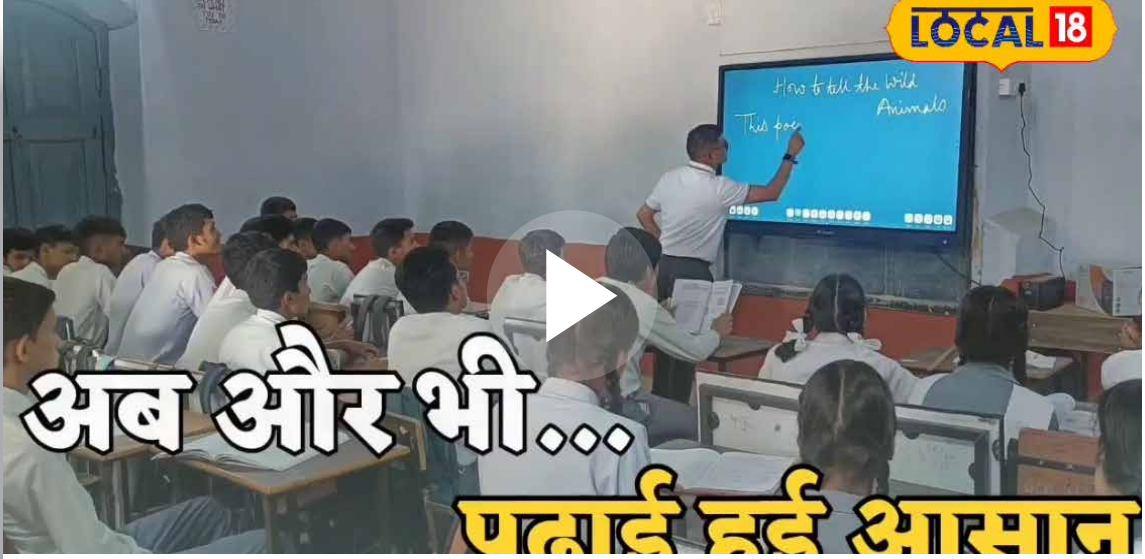 LOCAL 18
How to tell the Wild
Animals
This poe
अब और भी...
पढ़ाई हुई आसान